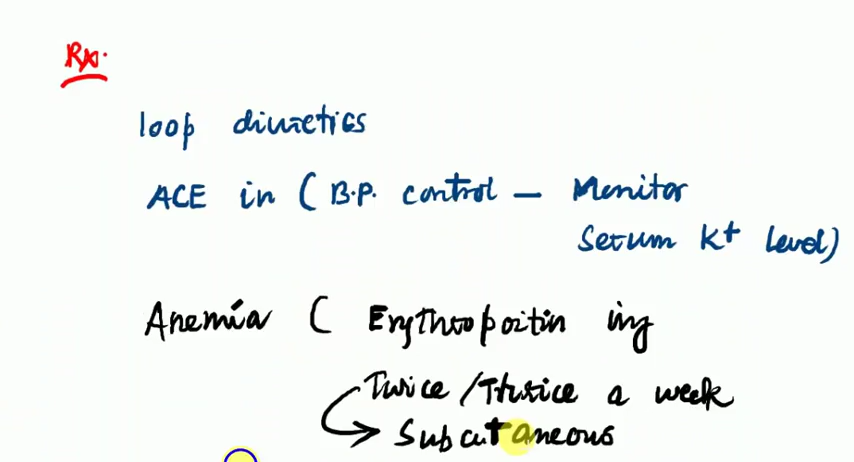 Rx.
loop diuretics
ACE in ( B.P. control – Monitor
Serum K+ level)
Anemia ( Erythropoitin inj
Twice / Thrice a week
→ Subcutaneous